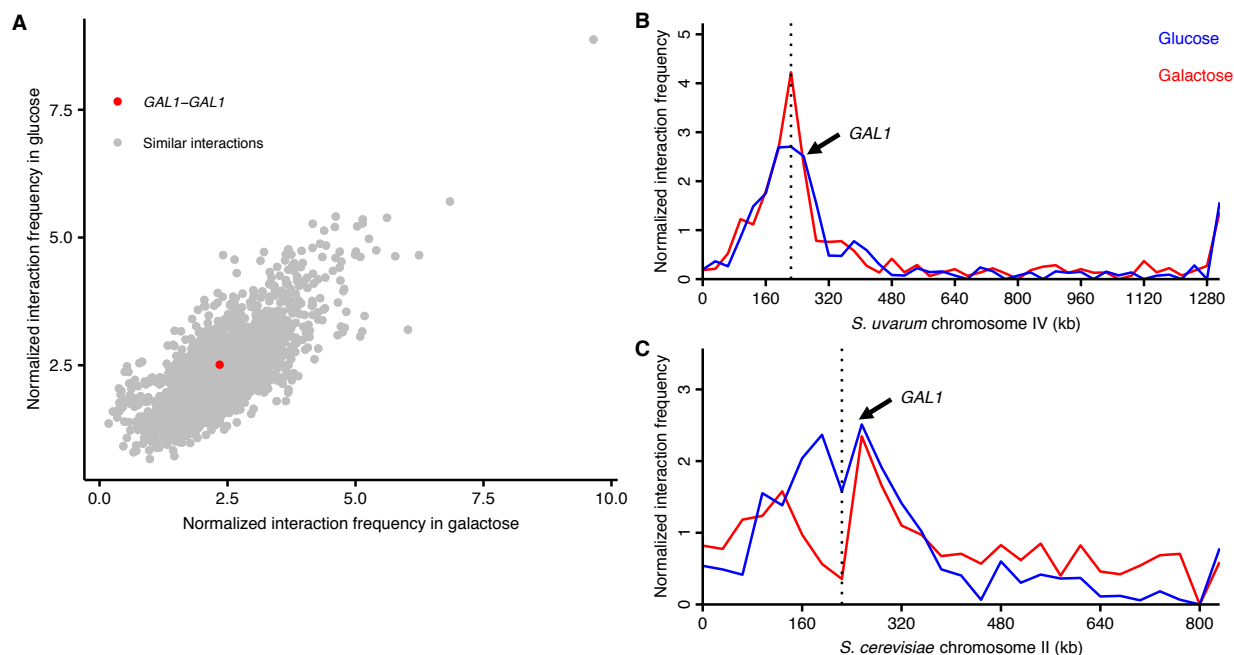 A
Normalized interaction frequency in glucose
7.5
5.0
2.5
GAL1–GAL1
Similar interactions
0.0 2.5 5.0 7.5 10.0
Normalized interaction frequency in galactose
B
Normalized interaction frequency
5
4
3
2
1
0
Glucose
Galactose
GAL1
0 160 320 480 640 800 960 1120 1280
S. uvarum chromosome IV (kb)
C
Normalized interaction frequency
3
2
1
0
GAL1
0 160 320 480 640 800
S. cerevisiae chromosome II (kb)